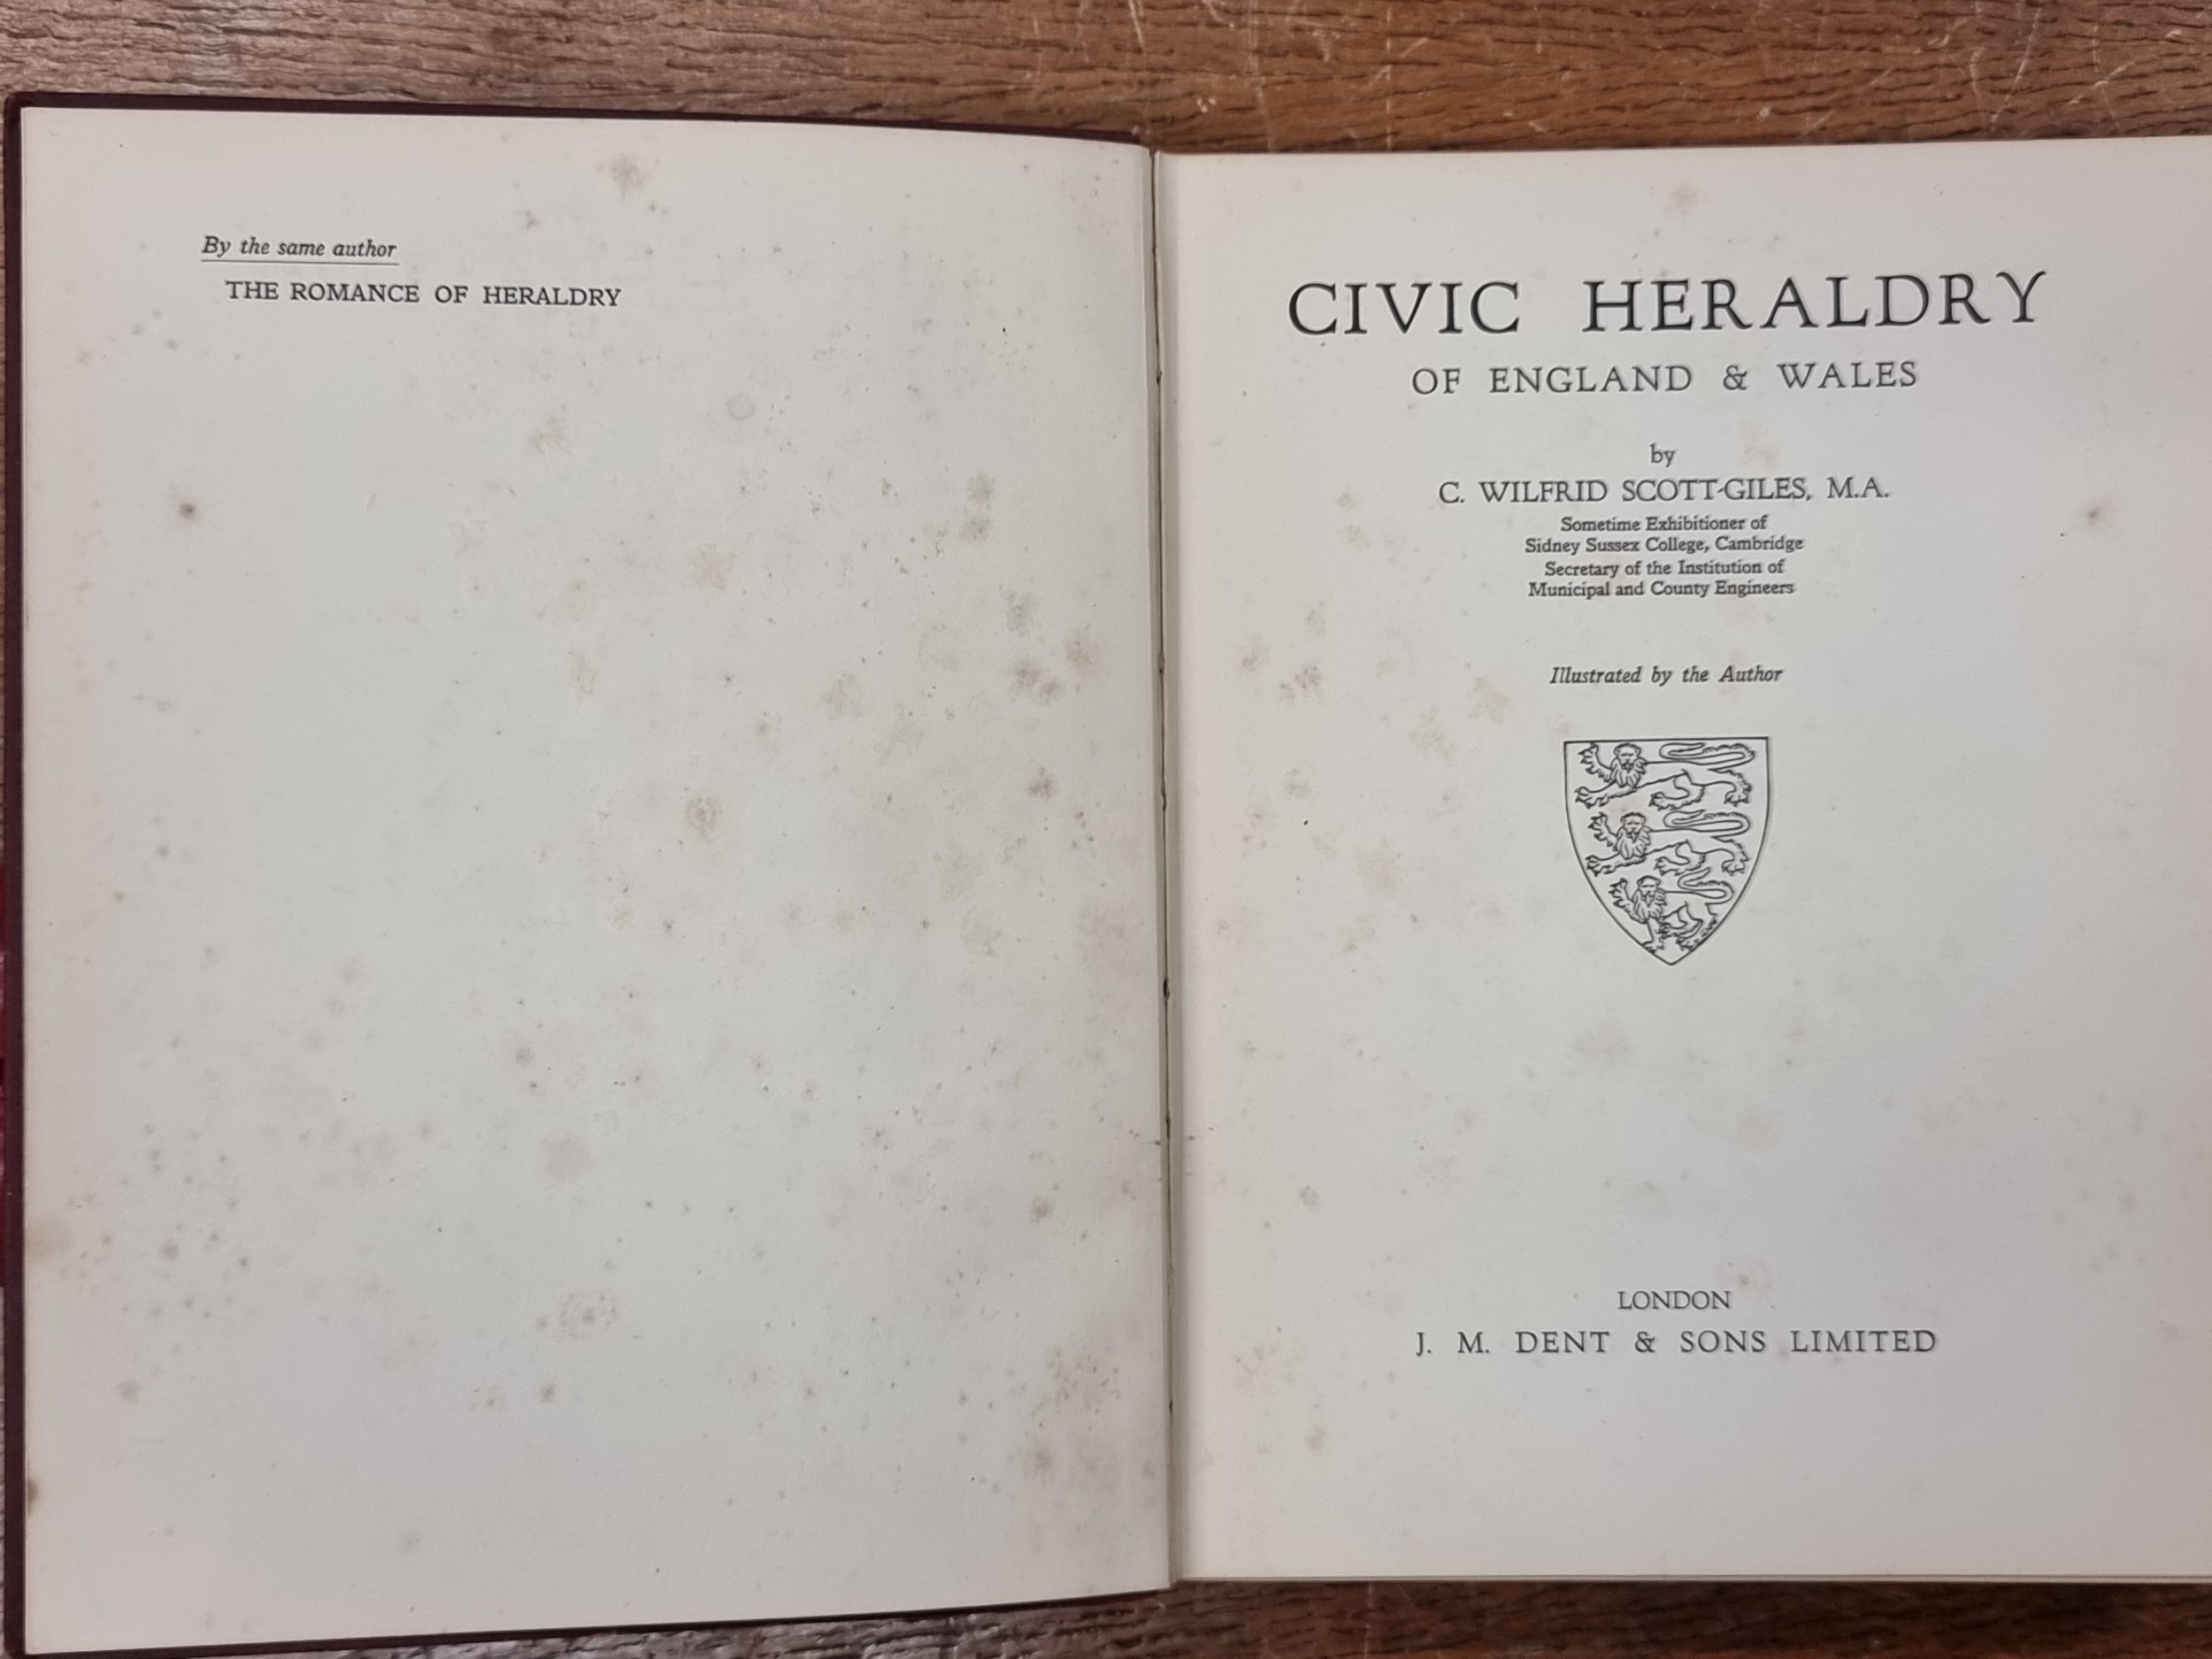 By the same author
THE ROMANCE OF HERALDRY
CIVIC HERALDRY
OF ENGLAND & WALES
by
C. WILFRID SCOTT-GILES, M.A.
Sometime Exhibitioner of
Sidney Sussex College, Cambridge
Secretary of the Institution of
Municipal and County Engineers
Illustrated by the Author
LONDON
J. M. DENT & SONS LIMITED